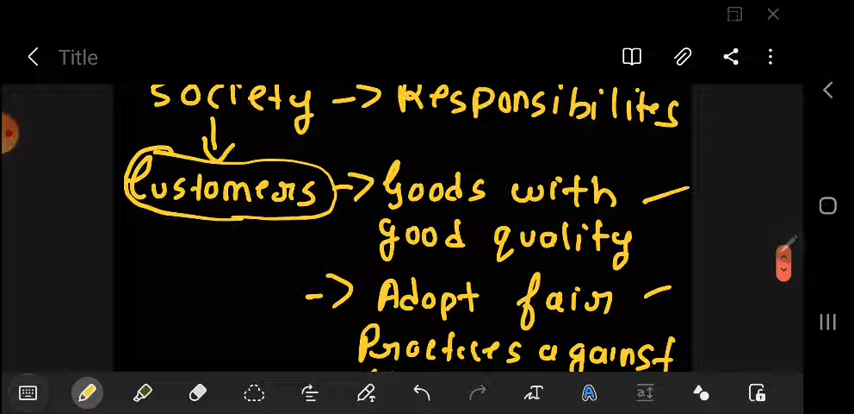 Title
Society -> Responsibilites
Customers -> Goods with -
good quality
-> Adopt fair -
Practices against